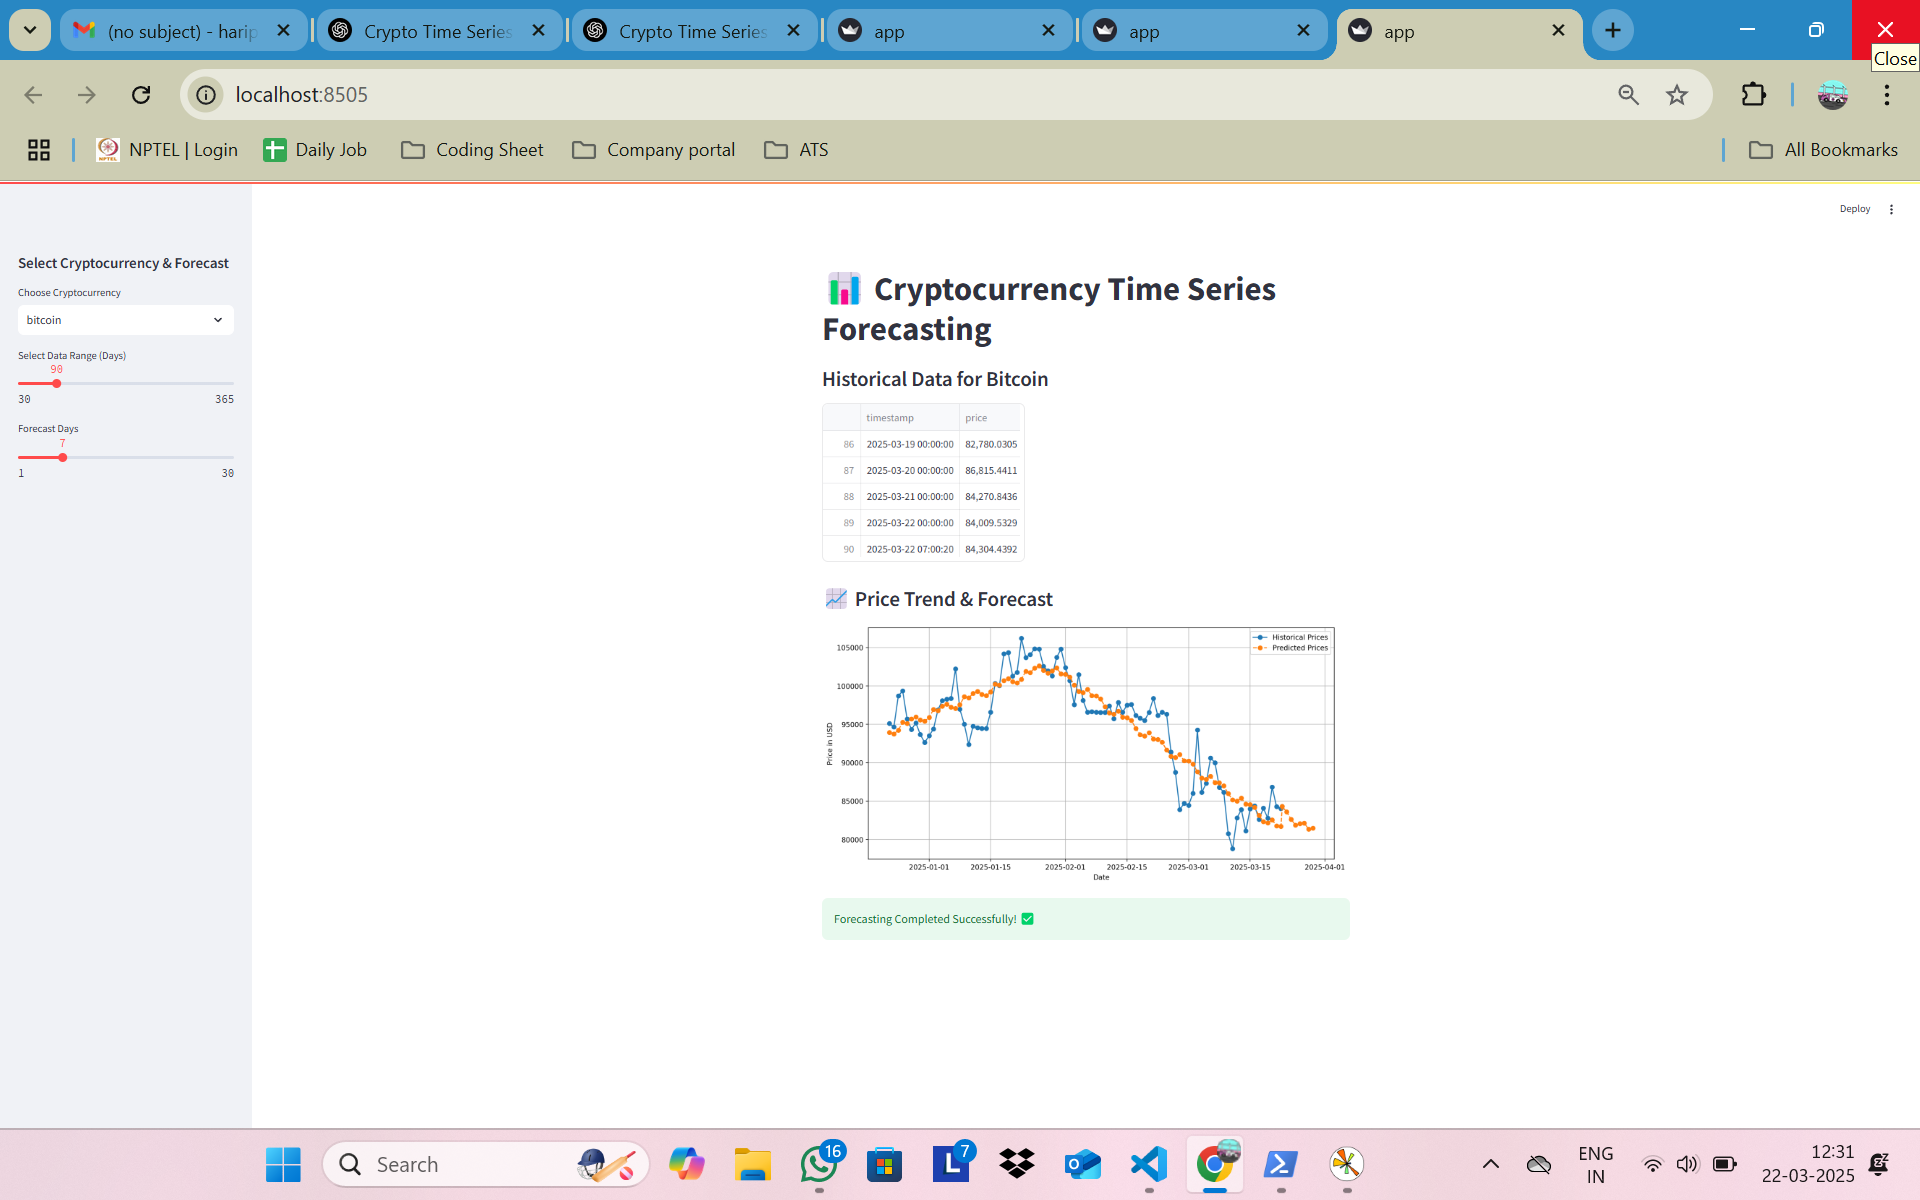 (no subject) - harip
Crypto Time Series
Crypto Time Series
app
app
app
Close
localhost:8505
NPTEL | Login
Daily Job
Coding Sheet
Company portal
ATS
All Bookmarks
Deploy
Select Cryptocurrency & Forecast
Choose Cryptocurrency
bitcoin
Select Data Range (Days)
90
30
365
Forecast Days
7
1
30
Cryptocurrency Time Series
Forecasting
Historical Data for Bitcoin
timestamp price
86 2025-03-19 00:00:00 82,780.0305
87 2025-03-20 00:00:00 86,815.4411
88 2025-03-21 00:00:00 84,270.8436
89 2025-03-22 00:00:00 84,009.5329
90 2025-03-22 07:00:20 84,304.4392
Price Trend & Forecast
Historical Prices
Predicted Prices
Price in USD
105000
100000
95000
90000
85000
80000
2025-01-01 2025-01-15 2025-02-01 2025-02-15 2025-03-01 2025-03-15 2025-04-01
Date
Forecasting Completed Successfully! ✅
Search
16
L
7
ENG
IN
12:31
22-03-2025